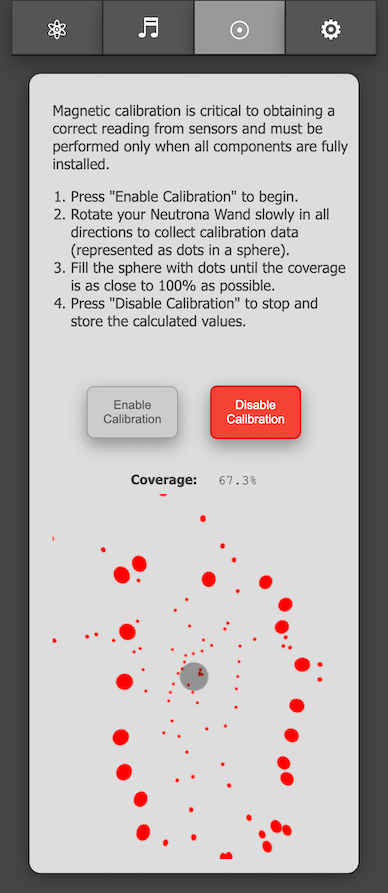 Magnetic calibration is critical to obtaining a
correct reading from sensors and must be
performed only when all components are fully
installed.
1. Press "Enable Calibration" to begin.
2. Rotate your Neutrona Wand slowly in all
directions to collect calibration data
(represented as dots in a sphere).
3. Fill the sphere with dots until the coverage
is as close to 100% as possible.
4. Press "Disable Calibration" to stop and
store the calculated values.
Enable
Calibration
Disable
Calibration
Coverage: 67.3%